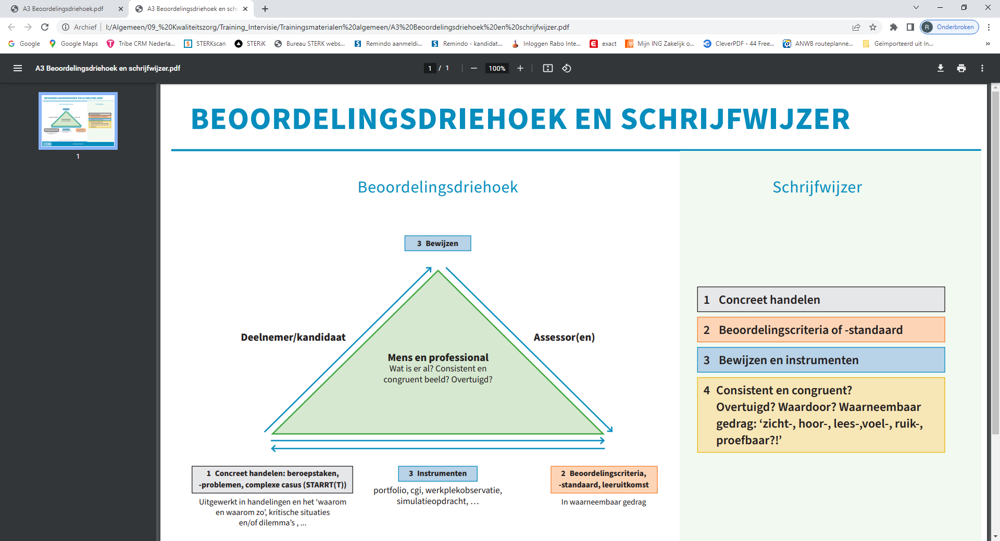 A3 Beoordelingsdriehoek.pdf
A3 Beoordelingsdriehoek en schr
Archief
I:/Algemeen/09_%20Kwaliteitszorg/Training_Intervisie/Trainingsmaterialen%20algemeen/A3%20Beoordelingsdriehoek%20en%20schrijfwijzer.pdf
R Onderbroken
Google
Google Maps
Tribe CRM Nederla...
STERKscan
STERiK
Bureau STERK webs...
Remindo aanmeldi...
Remindo - kandidat...
Inloggen Rabo Inte...
exact
Mijn ING Zakelijk o...
CleverPDF - 44 Free...
ANWB routeplanne...
Geïmporteerd uit In...
»
A3 Beoordelingsdriehoek en schrijfwijzer.pdf
1 / 1
100%
BEOORDELINGSDRIEHOEK EN SCHRIJFWIJZER
1
BEOORDELINGSDRIEHOEK EN SCHRIJFWIJZER
Beoordelingsdriehoek
3 Bewijzen
Deelnemer/kandidaat
Assessor(en)
Mens en professional
Wat is er al? Consistent en
congruent beeld? Overtuigd?
1 Concreet handelen: beroepstaken,
-problemen, complexe casus (STARRT(T))
Uitgewerkt in handelingen en het ‘waarom
en waarom zo’, kritische situaties
en/of dilemma’s , ...
3 Instrumenten
portfolio, cgi, werkplekobservatie,
simulatieopdracht, …
2 Beoordelingscriteria,
-standaard, leeruitkomst
In waarneembaar gedrag
Schrijfwijzer
1 Concreet handelen
2 Beoordelingscriteria of -standaard
3 Bewijzen en instrumenten
4 Consistent en congruent?
Overtuigd? Waardoor? Waarneembaar
gedrag: ‘zicht-, hoor-, lees-,voel-, ruik-,
proefbaar?!’